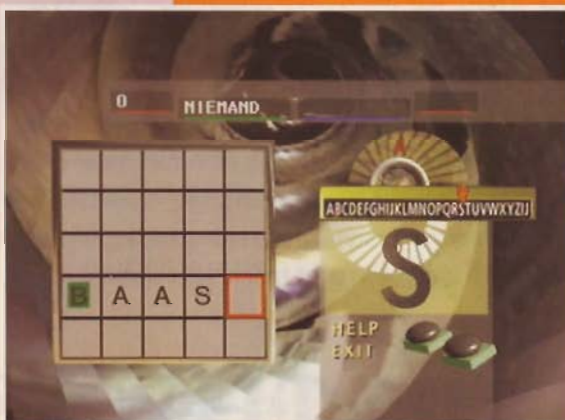 0 NIEMAND
A
ABCDEFGHIJKLMNOPQRSTUVWXYZIJ
B A A S
S
HELP
EXIT